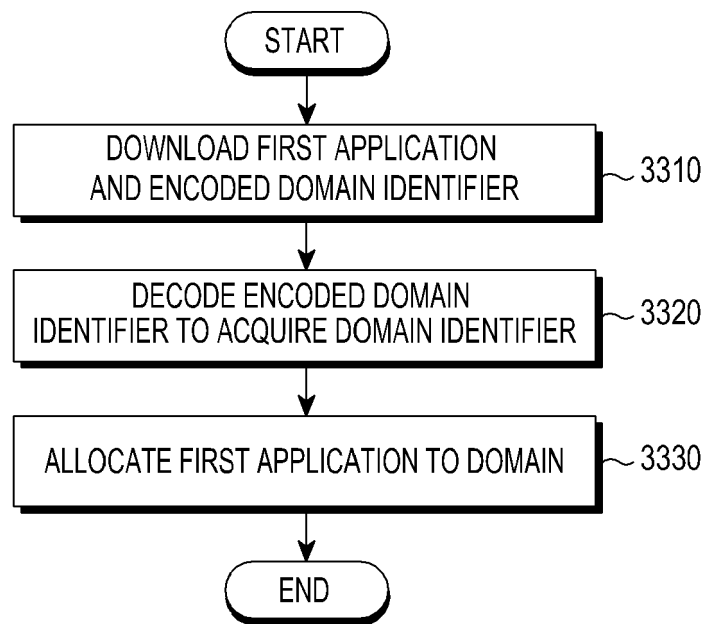 START
DOWNLOAD FIRST APPLICATION
AND ENCODED DOMAIN IDENTIFIER
3310
DECODE ENCODED DOMAIN
IDENTIFIER TO ACQUIRE DOMAIN IDENTIFIER
3320
ALLOCATE FIRST APPLICATION TO DOMAIN
3330
END